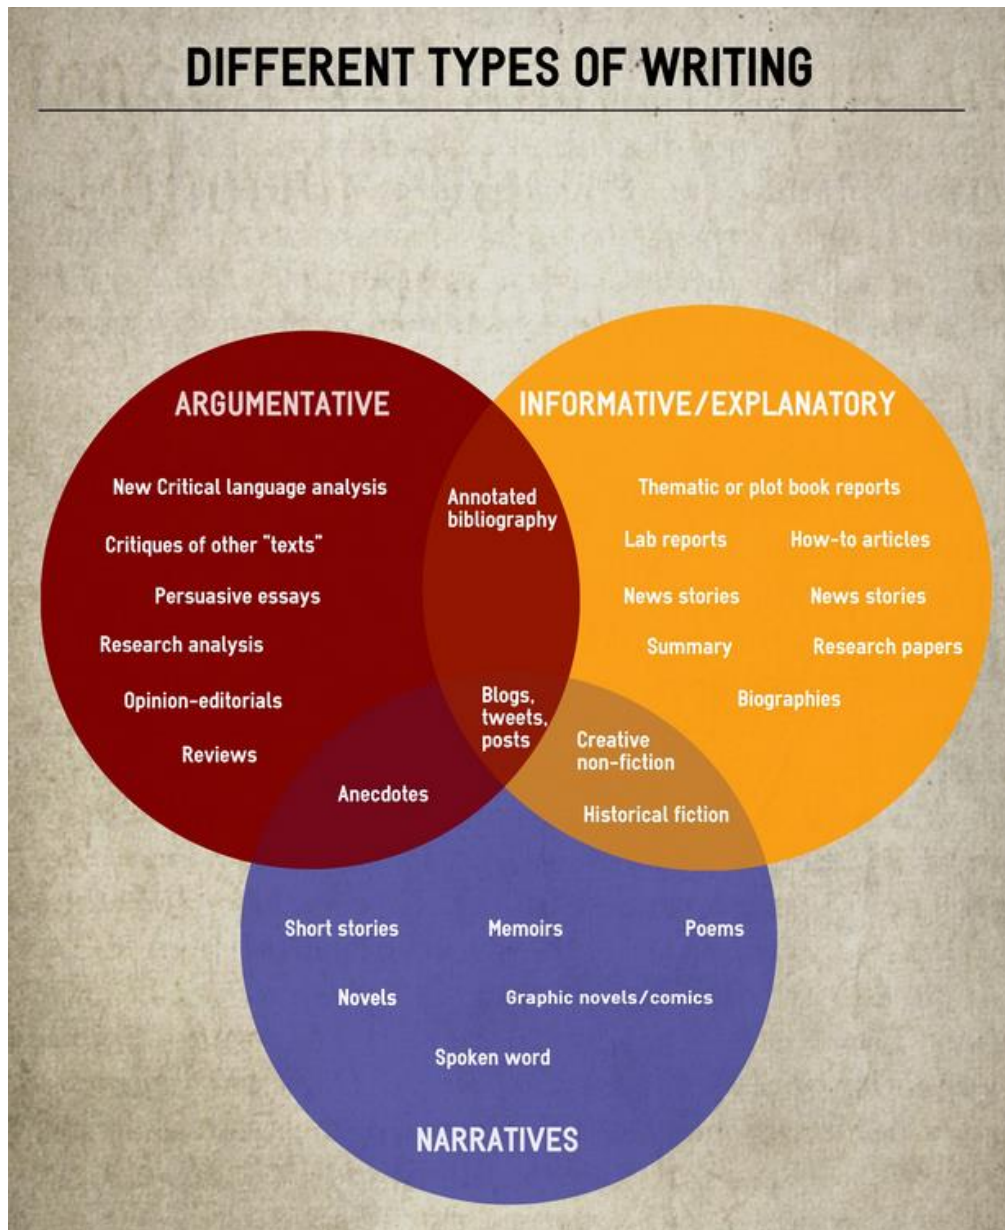 DIFFERENT TYPES OF WRITING
ARGUMENTATIVE
New Critical language analysis
Critiques of other "texts"
Persuasive essays
Research analysis
Opinion-editorials
Reviews
Annotated
bibliography
Blogs,
tweets,
posts
Anecdotes
INFORMATIVE/EXPLANATORY
Thematic or plot book reports
Lab reports
How-to articles
News stories
News stories
Summary
Research papers
Biographies
Creative
non-fiction
Historical fiction
Short stories
Memoirs
Poems
Novels
Graphic novels/comics
Spoken word
NARRATIVES